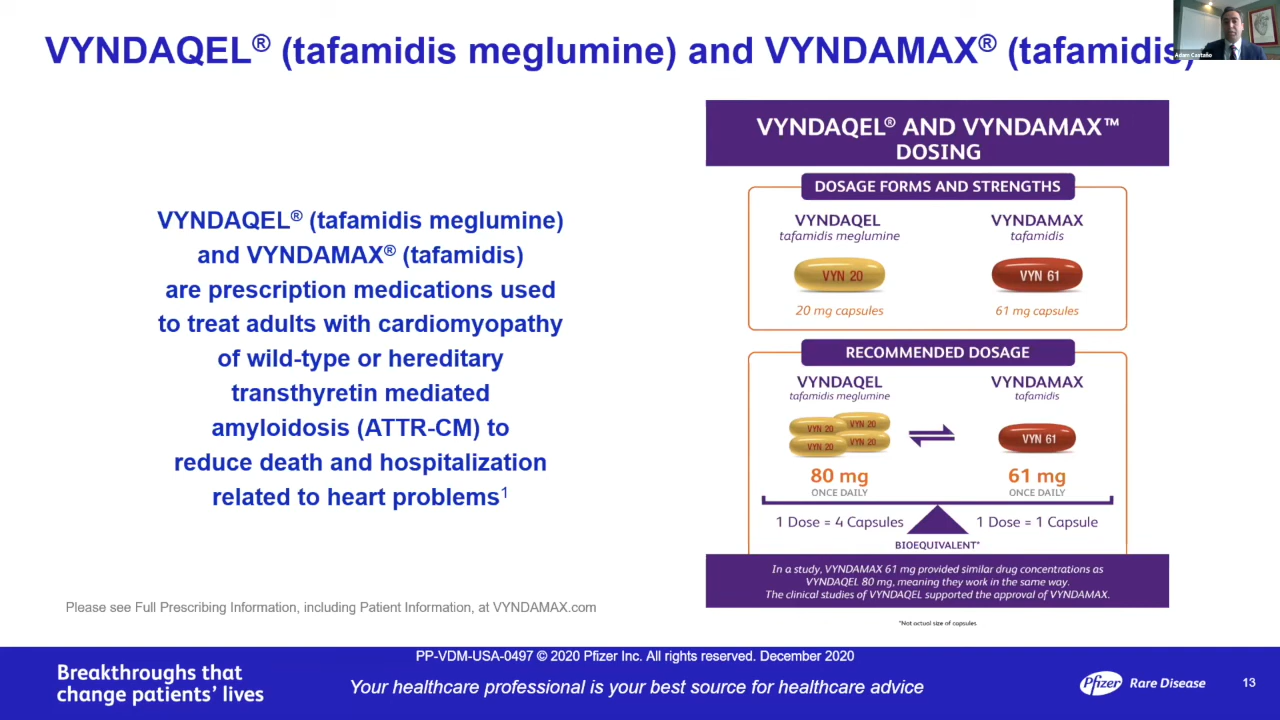 VYNDAQEL® (tafamidis meglumine) and VYNDAMAX® (tafamidis)
Adam Castaño
VYNDAQEL® (tafamidis meglumine)
and VYNDAMAX® (tafamidis)
are prescription medications used
to treat adults with cardiomyopathy
of wild-type or hereditary
transthyretin mediated
amyloidosis (ATTR-CM) to
reduce death and hospitalization
related to heart problems1
Please see Full Prescribing Information, including Patient Information, at VYNDAMAX.com
VYNDAQEL® AND VYNDAMAX™
DOSING
DOSAGE FORMS AND STRENGTHS
VYNDAQEL
tafamidis meglumine
VYN 20
20 mg capsules
VYNDAMAX
tafamidis
VYN 61
61 mg capsules
RECOMMENDED DOSAGE
VYNDAQEL
tafamidis meglumine
VYN 20
VYN 20
VYN 20
VYN 20
80 mg
ONCE DAILY
VYNDAMAX
tafamidis
VYN 61
61 mg
ONCE DAILY
1 Dose = 4 Capsules
1 Dose = 1 Capsule
BIOEQUIVALENT*
In a study, VYNDAMAX 61 mg provided similar drug concentrations as
VYNDAQEL 80 mg, meaning they work in the same way.
The clinical studies of VYNDAQEL supported the approval of VYNDAMAX.
*Not actual size of capsules.
Breakthroughs that
change patients' lives
PP-VDM-USA-0497 © 2020 Pfizer Inc. All rights reserved. December 2020
Your healthcare professional is your best source for healthcare advice
Pfizer Rare Disease
13